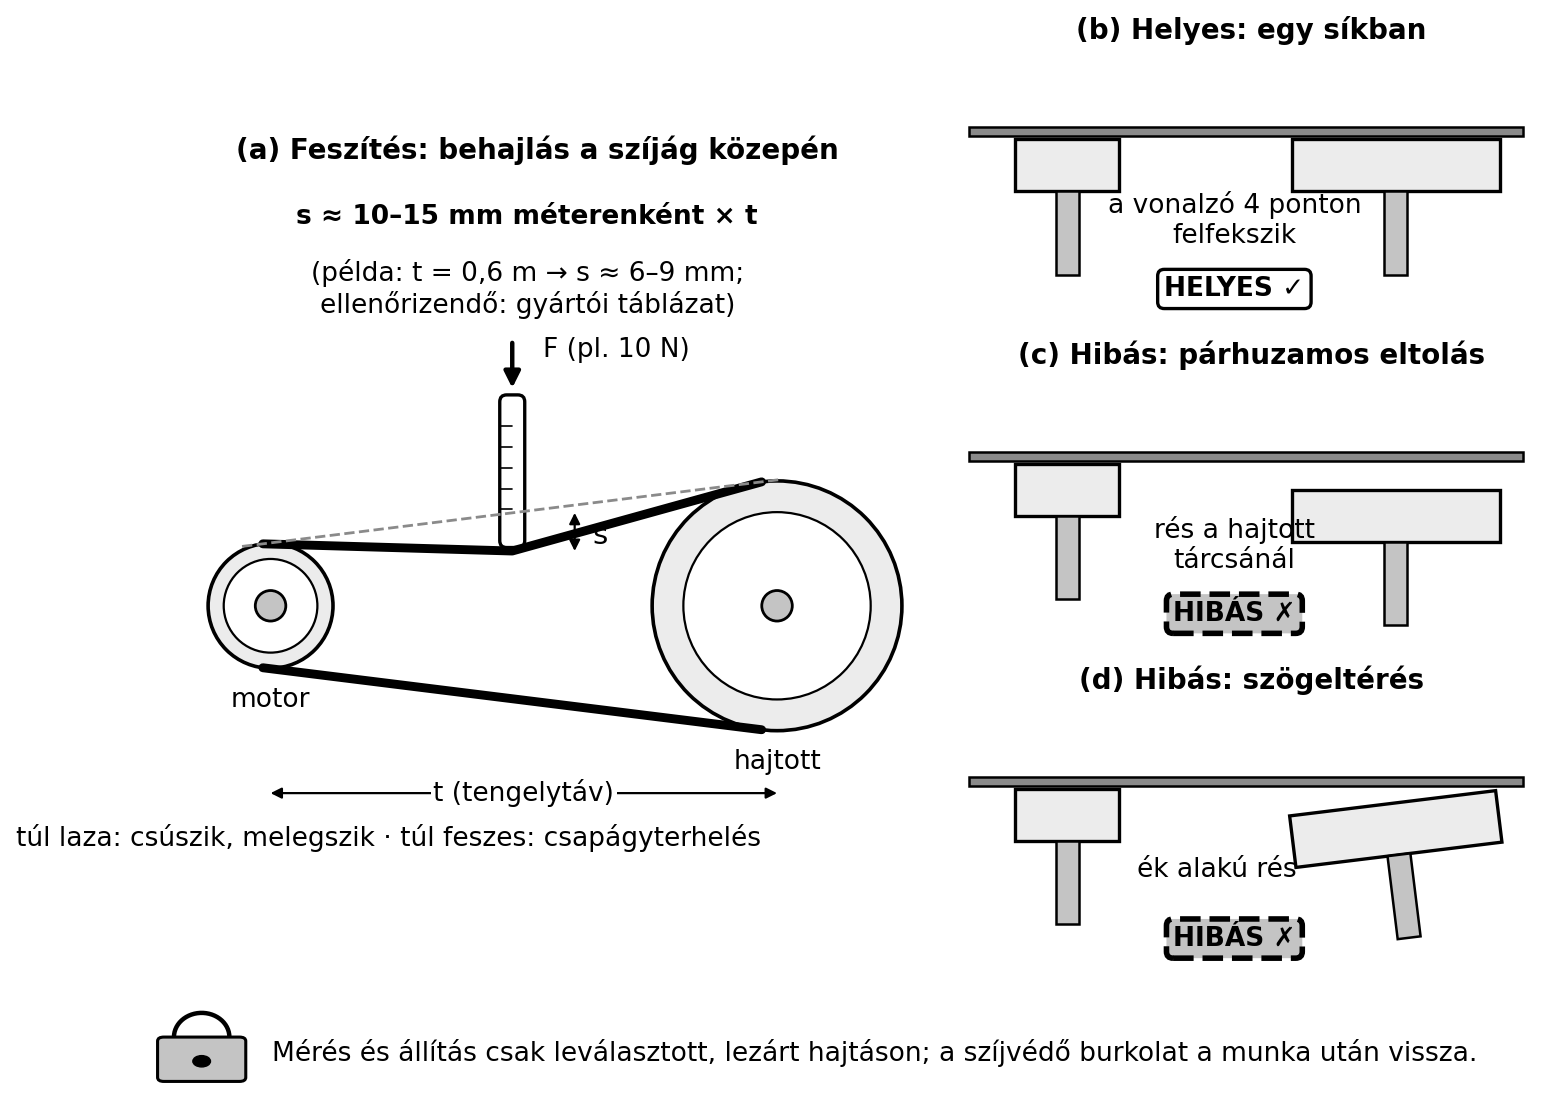 (a) Feszítés: behajlás a szíjág közepén
s ≈ 10–15 mm méterenként × t
(példa: t = 0,6 m → s ≈ 6–9 mm;
ellenőrizendő: gyártói táblázat)
F (pl. 10 N)
s
motor
hajtott
t (tengelytáv)
túl laza: csúszik, melegszik · túl feszes: csapágyterhelés
(b) Helyes: egy síkban
a vonalzó 4 ponton
felfekszik
HELYES ✓
(c) Hibás: párhuzamos eltolás
rés a hajtott
tárcsánál
HIBÁS ✗
(d) Hibás: szögeltérés
ék alakú rés
HIBÁS ✗
Mérés és állítás csak leválasztott, lezárt hajtáson; a szíjvédő burkolat a munka után vissza.